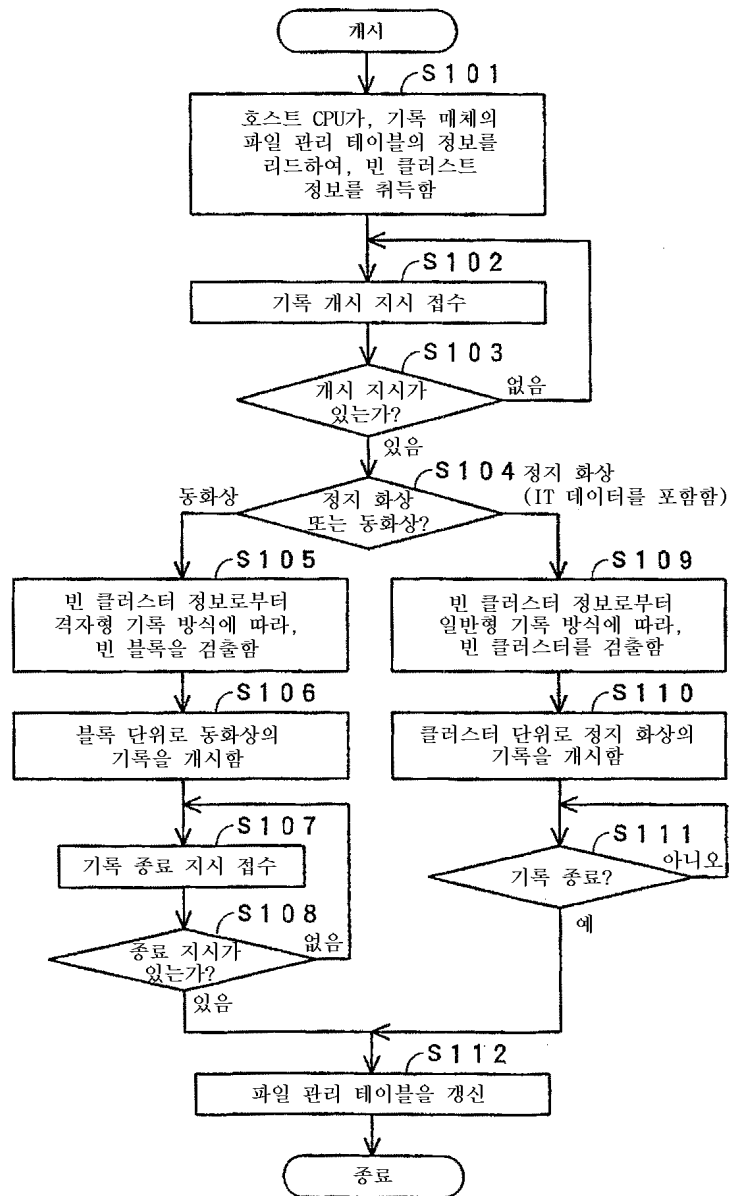 개시
S101
호스트 CPU가, 기록 매체의
파일 관리 테이블의 정보를
리드하여, 빈 클러스트
정보를 취득함
S102
기록 개시 지시 접수
S103
개시 지시가
있는가?
없음
있음
S104
정지 화상
(IT 데이터를 포함함)
동화상
정지 화상
또는 동화상?
S105
빈 클러스터 정보로부터
격자형 기록 방식에 따라,
빈 블록을 검출함
S106
블록 단위로 동화상의
기록을 개시함
S107
기록 종료 지시 접수
S108
종료 지시가
있는가?
없음
있음
S109
빈 클러스터 정보로부터
일반형 기록 방식에 따라,
빈 클러스터를 검출함
S110
클러스터 단위로 정지 화상의
기록을 개시함
S111
기록 종료?
아니오
예
S112
파일 관리 테이블을 갱신
종료